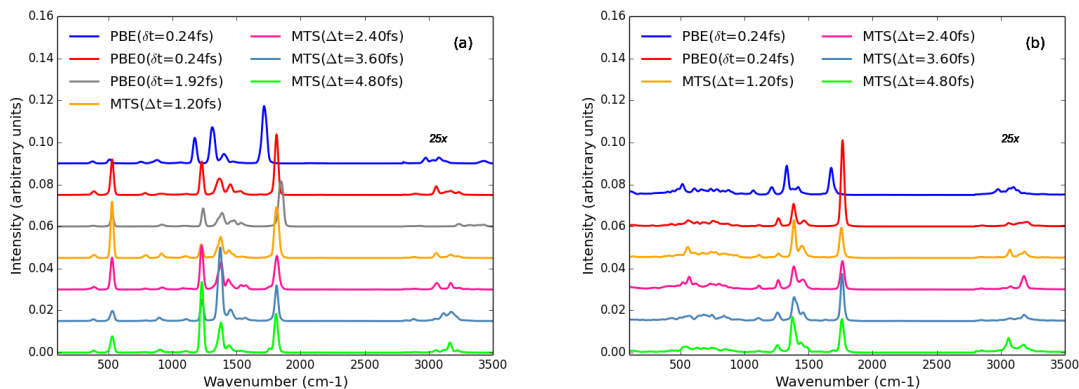 0.16
0.14
0.12
0.10
0.08
0.06
0.04
0.02
0.00
Intensity (arbitrary units)
PBE(δt=0.24fs)
PBE0(δt=0.24fs)
PBE0(δt=1.92fs)
MTS(Δt=1.20fs)
MTS(Δt=2.40fs)
MTS(Δt=3.60fs)
MTS(Δt=4.80fs)
(a)
25x
500 1000 1500 2000 2500 3000 3500
Wavenumber (cm-1)
0.16
0.14
0.12
0.10
0.08
0.06
0.04
0.02
0.00
Intensity (arbitrary units)
PBE(δt=0.24fs)
PBE0(δt=0.24fs)
MTS(Δt=1.20fs)
MTS(Δt=2.40fs)
MTS(Δt=3.60fs)
MTS(Δt=4.80fs)
(b)
25x
500 1000 1500 2000 2500 3000 3500
Wavenumber (cm-1)